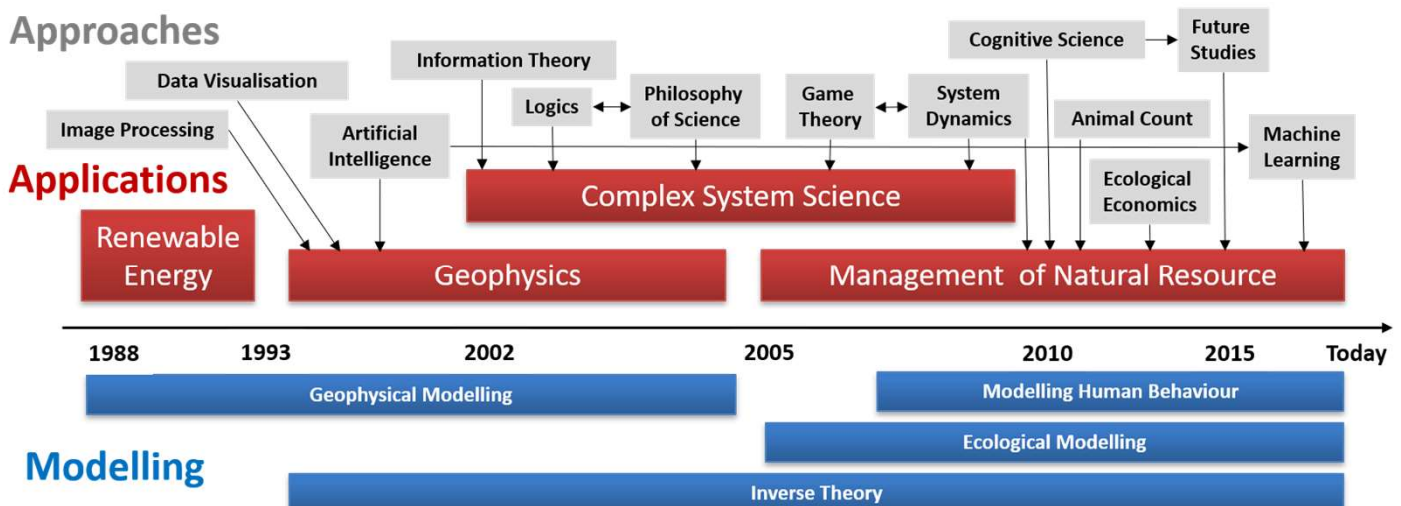 Approaches
Cognitive Science
Future
Studies
Information Theory
Data Visualisation
Logics
Philosophy
of Science
Game
Theory
System
Dynamics
Animal Count
Image Processing
Artificial
Intelligence
Machine
Learning
Applications
Complex System Science
Ecological
Economics
Renewable
Energy
Geophysics
Management of Natural Resource
1988 1993 2002 2005 2010 2015 Today
Geophysical Modelling
Modelling Human Behaviour
Ecological Modelling
Modelling
Inverse Theory